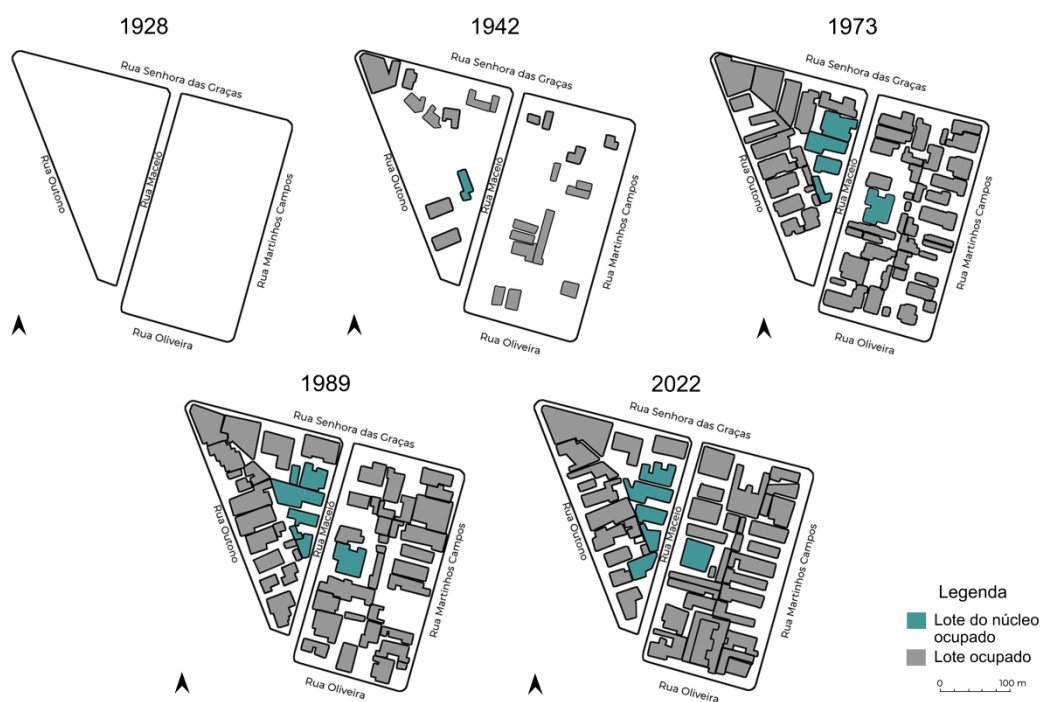 1928
Rua Senhora das Graças
Rua Outono
Rua Maceió
Rua Martinhos Campos
Rua Oliveira
1942
Rua Senhora das Graças
Rua Outono
Rua Maceió
Rua Martinhos Campos
Rua Oliveira
1973
Rua Senhora das Graças
Rua Outono
Rua Maceió
Rua Martinhos Campos
Rua Oliveira
1989
Rua Senhora das Graças
Rua Outono
Rua Maceió
Rua Martinhos Campos
Rua Oliveira
2022
Rua Senhora das Graças
Rua Outono
Rua Maceió
Rua Martinhos Campos
Rua Oliveira
Legenda
Lote do núcleo
ocupado
Lote ocupado
0 100 m